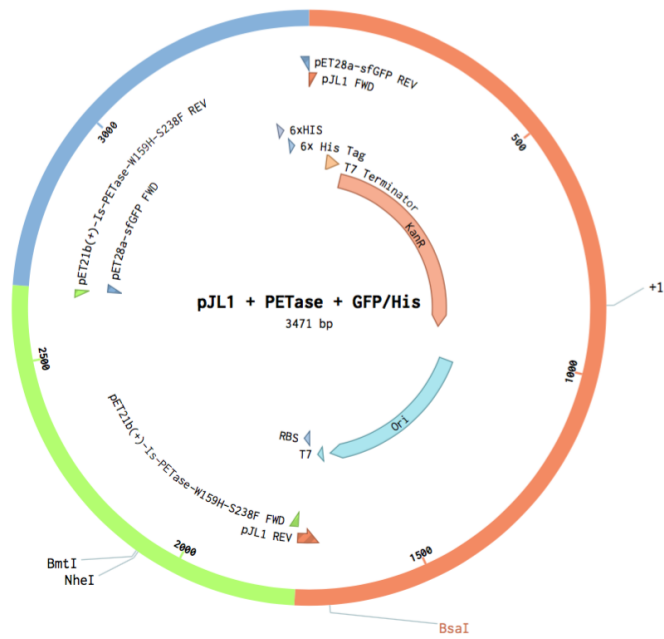 pET28a-sfGFP REV
pJL1 FWD
500
3000
pET21b(+)-Is-PETase-W159H-S238F REV
pET28a-sfGFP FWD
6xHIS
6x His Tag
T7 Terminator
KanR
+1
pJL1 + PETase + GFP/His
3471 bp
2500
1000
Ori
RBS
T7
pET21b(+)-Is-PETase-W159H-S238F FWD
pJL1 REV
2000
1500
BmtI
NheI
BsaI